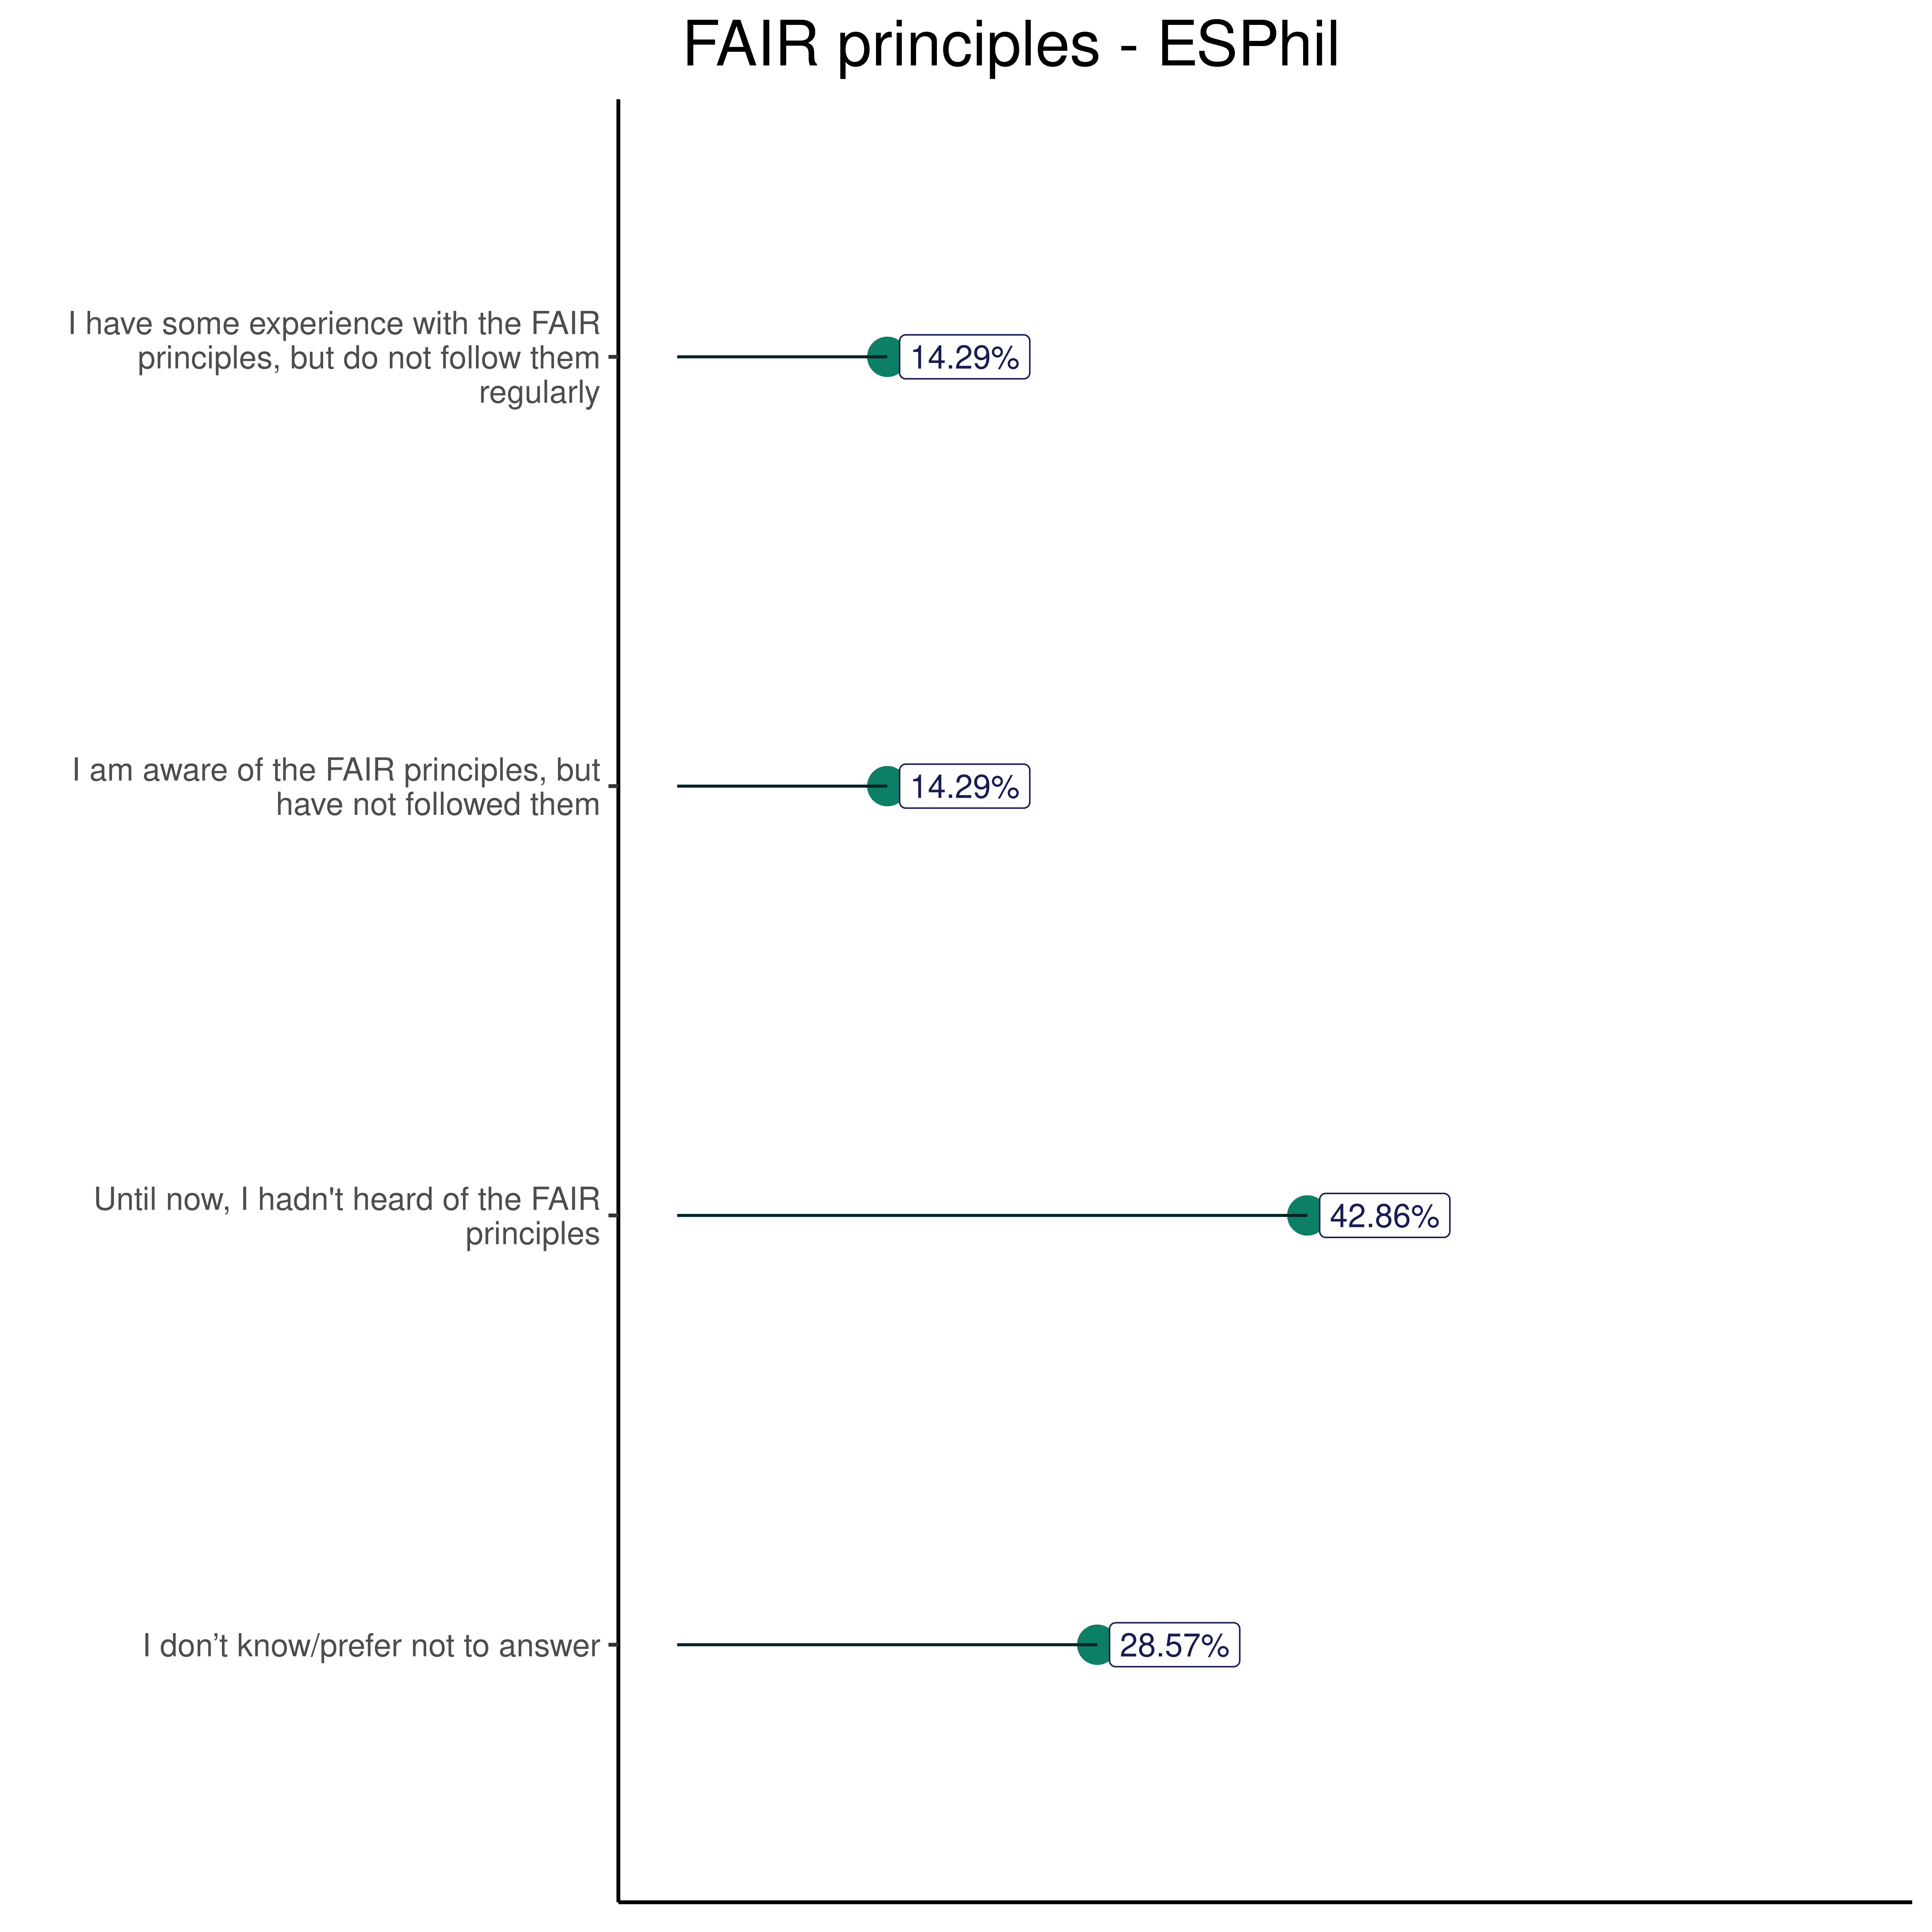 FAIR principles - ESPhil
I have some experience with the FAIR
principles, but do not follow them
regularly
14.29%
I am aware of the FAIR principles, but
have not followed them
14.29%
Until now, I hadn't heard of the FAIR
principles
42.86%
I don’t know/prefer not to answer
28.57%